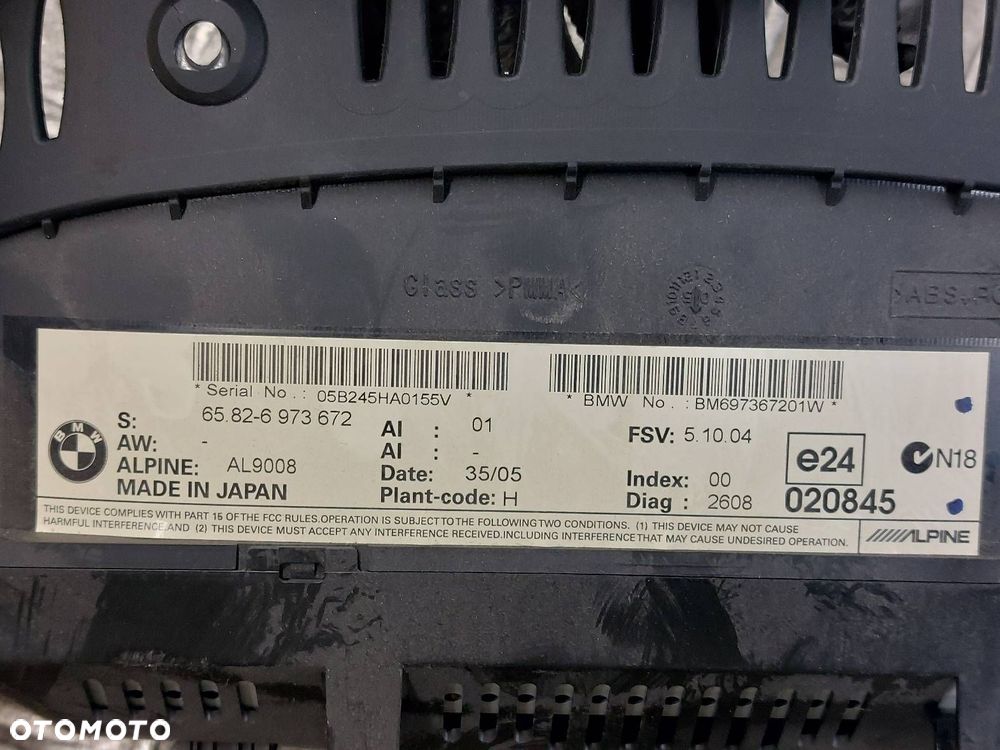 Glass >PMMA<
>ABS+PC
* Serial No.: 05B245HA0155V *
* BMW No.: BM697367201W *
BMW
S: 65.82-6 973 672
AW: -
ALPINE: AL9008
MADE IN JAPAN
AI : 01
AI : -
Date: 35/05
Plant-code: H
FSV: 5.10.04
Index: 00
Diag : 2608
e24
020845
N18
THIS DEVICE COMPLIES WITH PART 15 OF THE FCC RULES.OPERATION IS SUBJECT TO THE FOLLOWING TWO CONDITIONS. (1) THIS DEVICE MAY NOT CAUSE
HARMFUL INTERFERENCE,AND (2) THIS DEVICE MUST ACCEPT ANY INTERFERENCE RECEIVED.INCLUDING INTERFERENCE THAT MAY CAUSE UNDESIRED OPERATION.
ALPINE
OTOMOTO